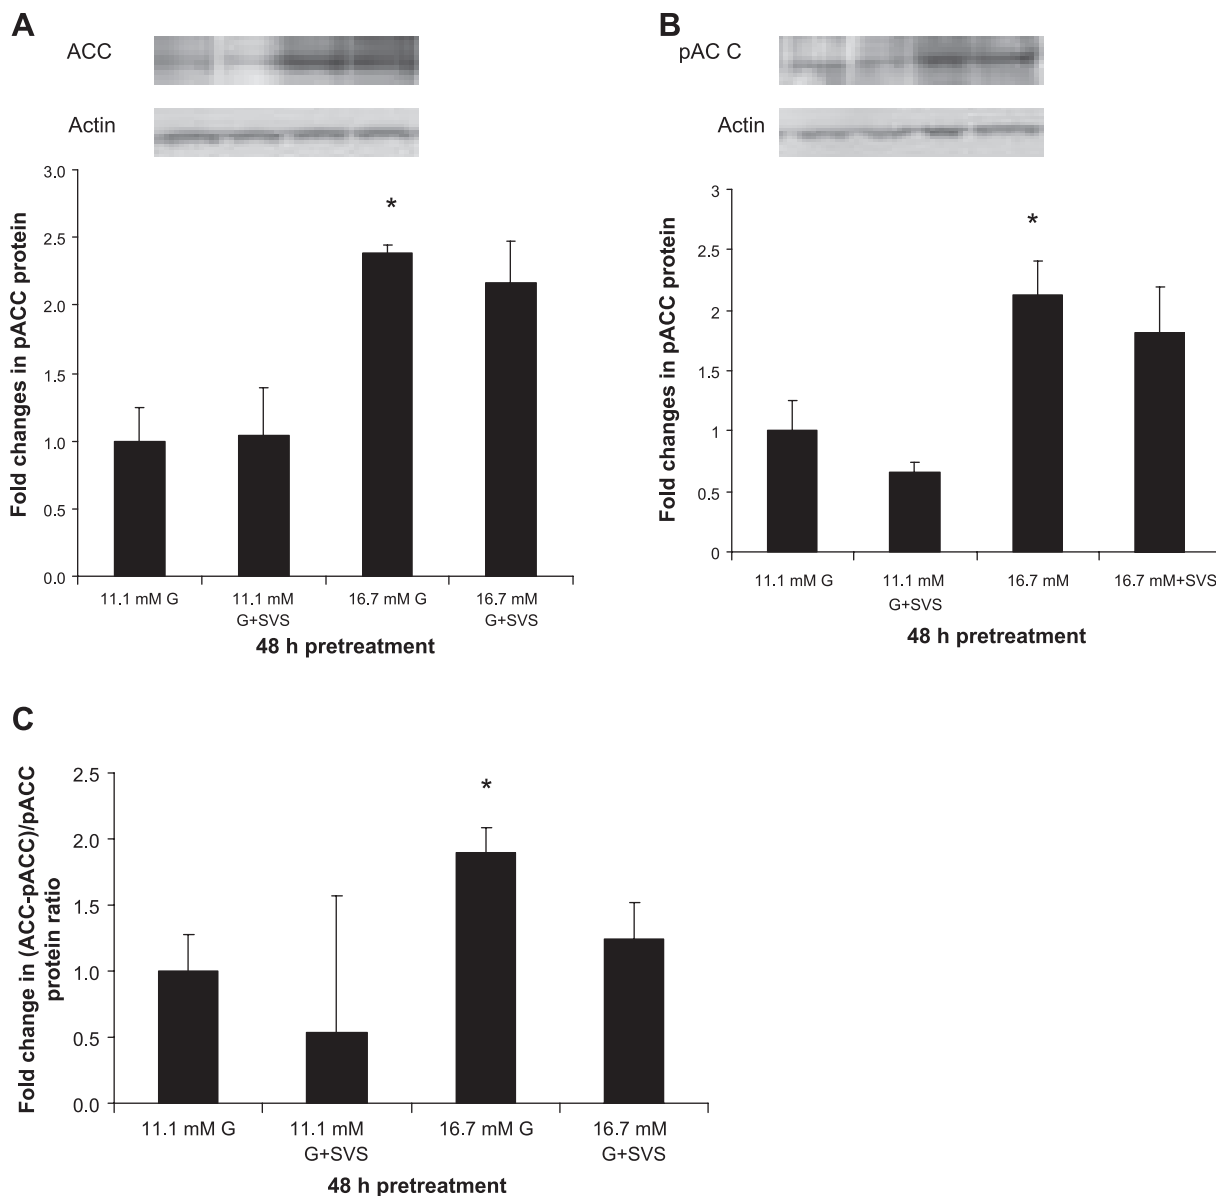 A
ACC
Actin
3.0
2.5
2.0
1.5
1.0
0.5
0.0
Fold changes in pACC protein
*
11.1 mM G
11.1 mM
G+SVS
16.7 mM G
16.7 mM
G+SVS
48 h pretreatment
B
pAC C
Actin
3
2.5
2
1.5
1
0.5
0
Fold changes in pACC protein
*
11.1 mM G
11.1 mM
G+SVS
16.7 mM
16.7 mM+SVS
48 h pretreatment
C
2.5
2.0
1.5
1.0
0.5
0.0
Fold change in (ACC-pACC)/pACC
protein ratio
*
11.1 mM G
11.1 mM
G+SVS
16.7 mM G
16.7 mM
G+SVS
48 h pretreatment